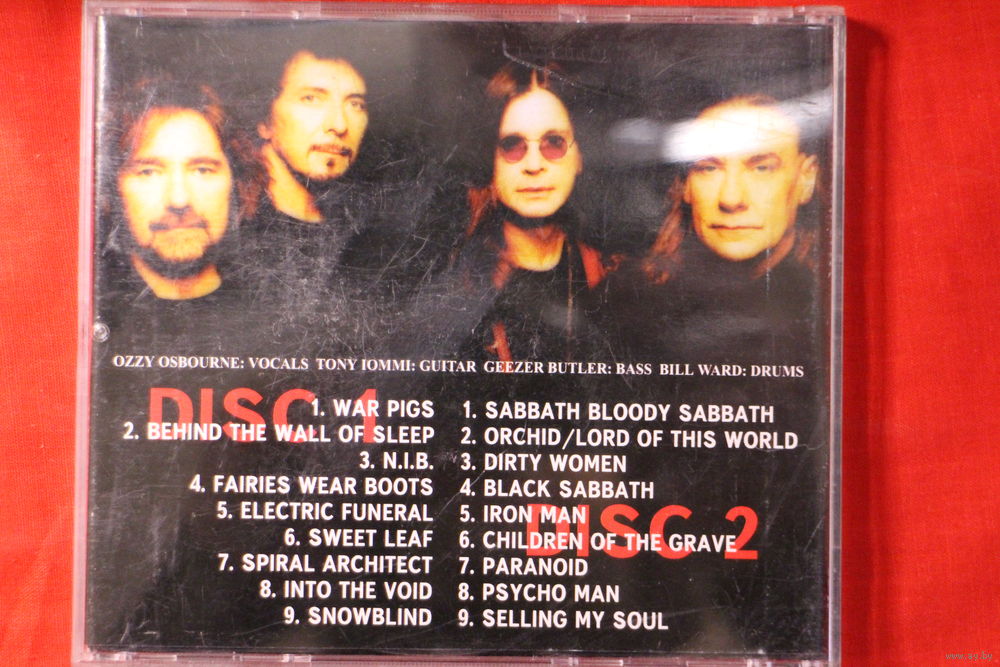 OZZY OSBOURNE: VOCALS TONY IOMMI: GUITAR GEEZER BUTLER: BASS BILL WARD: DRUMS
DISC 1
1. WAR PIGS
2. BEHIND THE WALL OF SLEEP
3. N.I.B.
4. FAIRIES WEAR BOOTS
5. ELECTRIC FUNERAL
6. SWEET LEAF
7. SPIRAL ARCHITECT
8. INTO THE VOID
9. SNOWBLIND
DISC 2
1. SABBATH BLOODY SABBATH
2. ORCHID/LORD OF THIS WORLD
3. DIRTY WOMEN
4. BLACK SABBATH
5. IRON MAN
6. CHILDREN OF THE GRAVE
7. PARANOID
8. PSYCHO MAN
9. SELLING MY SOUL
www.ay.by